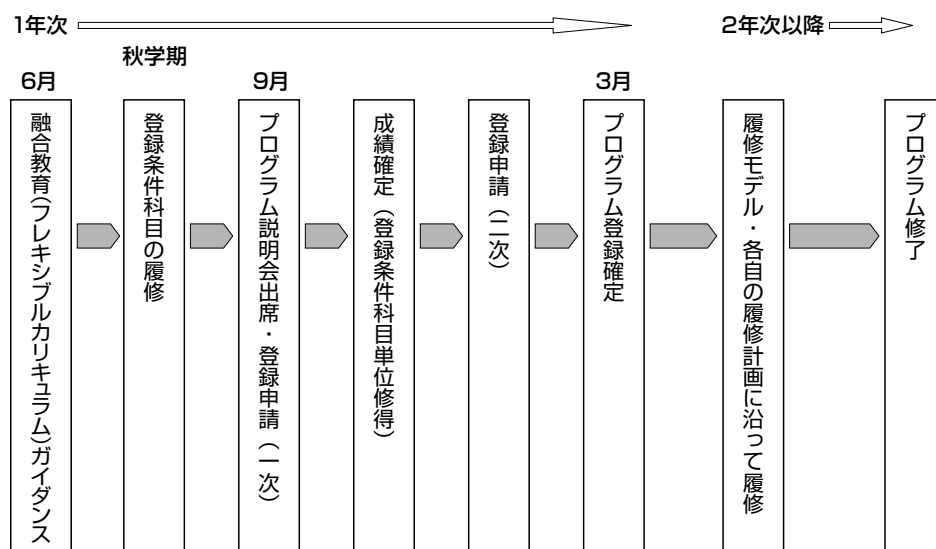 1年次
2年次以降
秋学期
6月
9月
3月
融合教育(フレキシブルカリキュラム)ガイダンス
登録条件科目の履修
プログラム説明会出席・登録申請（一次）
成績確定（登録条件科目単位修得）
登録申請（二次）
プログラム登録確定
履修モデル・各自の履修計画に沿って履修
プログラム修了